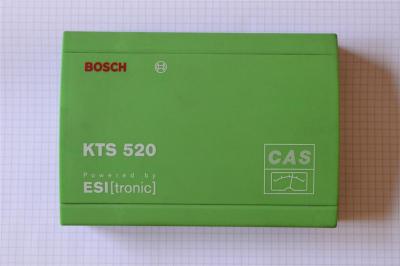 BOSCH
KTS 520
Powered by
ESI[tronic]
CAS